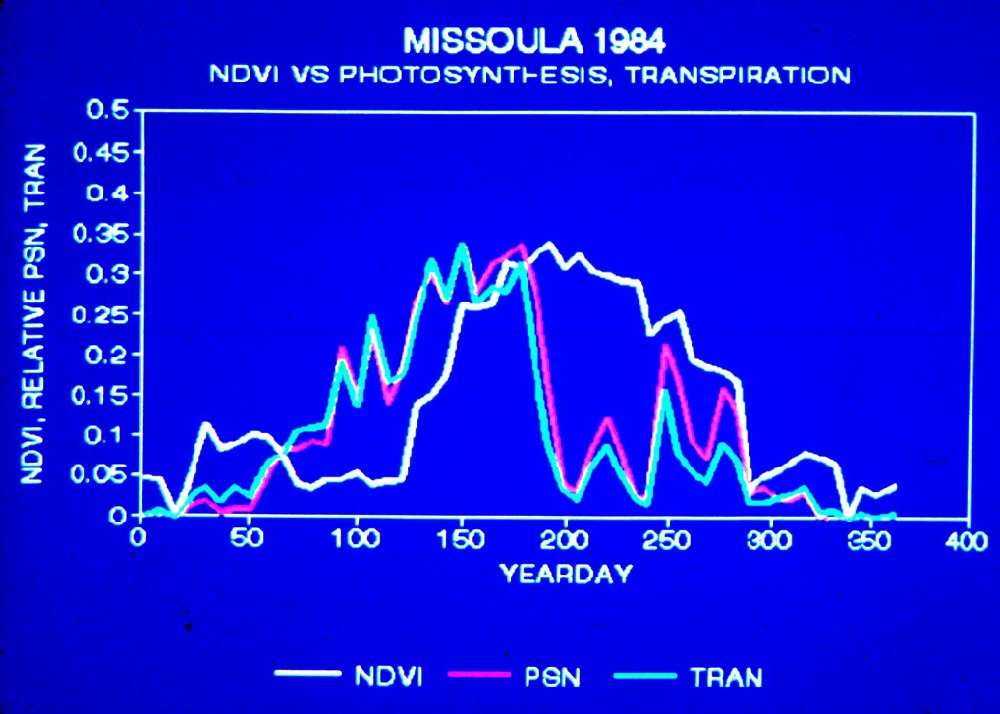 MISSOULA 1984
NDVI VS PHOTOSYNTHESIS, TRANSPIRATION
NDVI, RELATIVE PSN, TRAN
0.5
0.45
0.4
0.35
0.3
0.25
0.2
0.15
0.1
0.05
0
0 50 100 150 200 250 300 350 400
YEARDAY
NDVI PSN TRAN